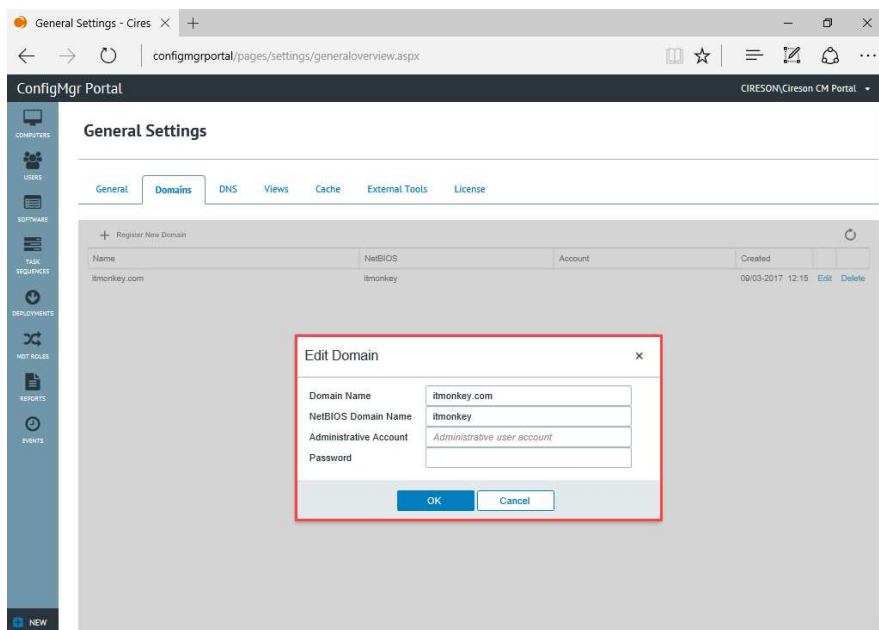 General Settings - Cires
configmgrportal/pages/settings/generaloverview.aspx
ConfigMgr Portal
CIRESON\Cireson CM Portal
COMPUTERS
USERS
SOFTWARE
TASK
SEQUENCES
DEPLOYMENTS
MDT ROLES
REPORTS
EVENTS
NEW
General Settings
General Domains DNS Views Cache External Tools License
Register New Domain
Name NetBIOS Account Created
itmonkey.com itmonkey 09/03-2017 12:15 Edit Delete
Edit Domain
Domain Name itmonkey.com
NetBIOS Domain Name itmonkey
Administrative Account Administrative user account
Password
OK Cancel